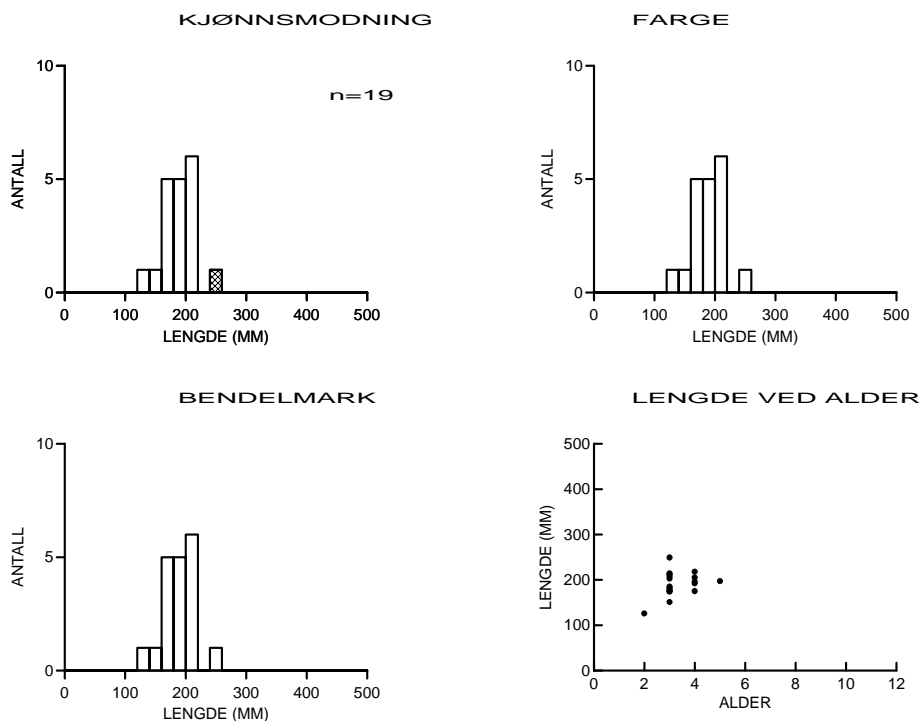 KJØNNSMODNING
10
n=19
ANTALL
5
0
0 100 200 300 400 500
LENGDE (MM)
FARGE
10
ANTALL
5
0
0 100 200 300 400 500
LENGDE (MM)
BENDELMARK
10
ANTALL
5
0
0 100 200 300 400 500
LENGDE (MM)
LENGDE VED ALDER
500
400
300
LENGDE (MM)
200
100
0
0 2 4 6 8 10 12
ALDER